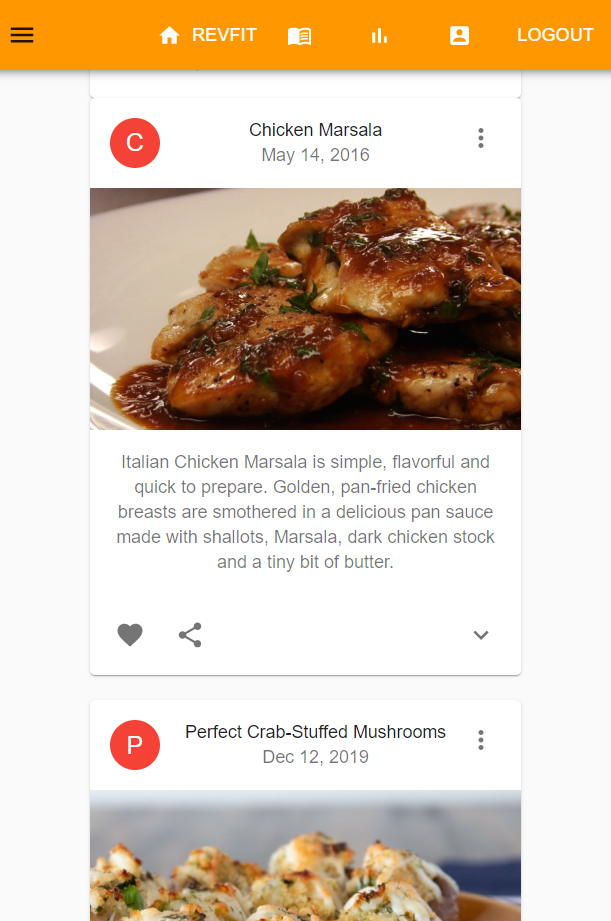 REVFIT LOGOUT
C
Chicken Marsala
May 14, 2016
Italian Chicken Marsala is simple, flavorful and
quick to prepare. Golden, pan-fried chicken
breasts are smothered in a delicious pan sauce
made with shallots, Marsala, dark chicken stock
and a tiny bit of butter.
P
Perfect Crab-Stuffed Mushrooms
Dec 12, 2019